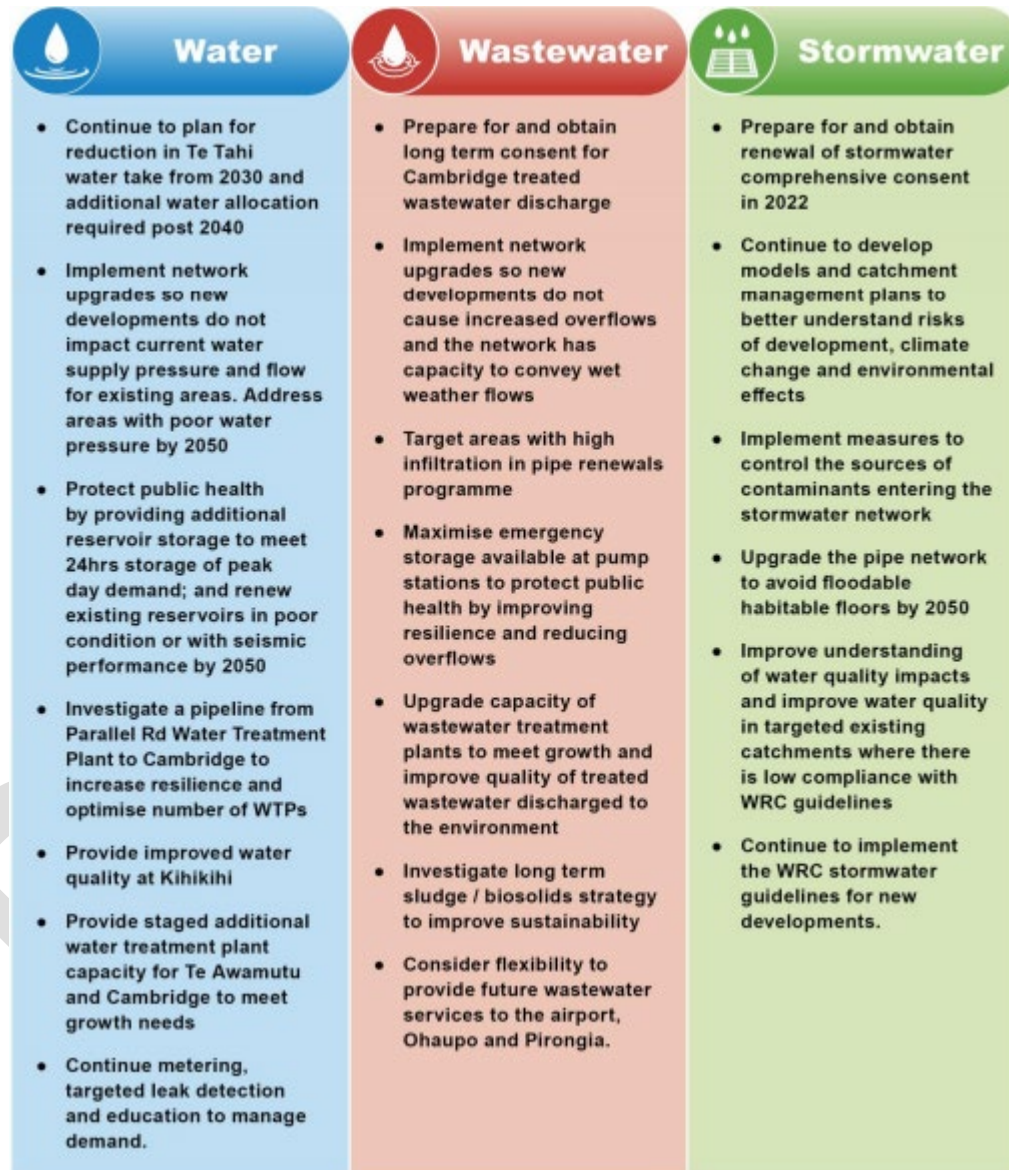 Water
● Continue to plan for
reduction in Te Tahi
water take from 2030 and
additional water allocation
required post 2040
● Implement network
upgrades so new
developments do not
impact current water
supply pressure and flow
for existing areas. Address
areas with poor water
pressure by 2050
● Protect public health
by providing additional
reservoir storage to meet
24hrs storage of peak
day demand; and renew
existing reservoirs in poor
condition or with seismic
performance by 2050
● Investigate a pipeline from
Parallel Rd Water Treatment
Plant to Cambridge to
increase resilience and
optimise number of WTPs
● Provide improved water
quality at Kihikihi
● Provide staged additional
water treatment plant
capacity for Te Awamutu
and Cambridge to meet
growth needs
● Continue metering,
targeted leak detection
and education to manage
demand.
Wastewater
● Prepare for and obtain
long term consent for
Cambridge treated
wastewater discharge
● Implement network
upgrades so new
developments do not
cause increased overflows
and the network has
capacity to convey wet
weather flows
● Target areas with high
infiltration in pipe renewals
programme
● Maximise emergency
storage available at pump
stations to protect public
health by improving
resilience and reducing
overflows
● Upgrade capacity of
wastewater treatment
plants to meet growth and
improve quality of treated
wastewater discharged to
the environment
● Investigate long term
sludge / biosolids strategy
to improve sustainability
● Consider flexibility to
provide future wastewater
services to the airport,
Ohaupo and Pirongia.
Stormwater
● Prepare for and obtain
renewal of stormwater
comprehensive consent
in 2022
● Continue to develop
models and catchment
management plans to
better understand risks
of development, climate
change and environmental
effects
● Implement measures to
control the sources of
contaminants entering the
stormwater network
● Upgrade the pipe network
to avoid floodable
habitable floors by 2050
● Improve understanding
of water quality impacts
and improve water quality
in targeted existing
catchments where there
is low compliance with
WRC guidelines
● Continue to implement
the WRC stormwater
guidelines for new
developments.